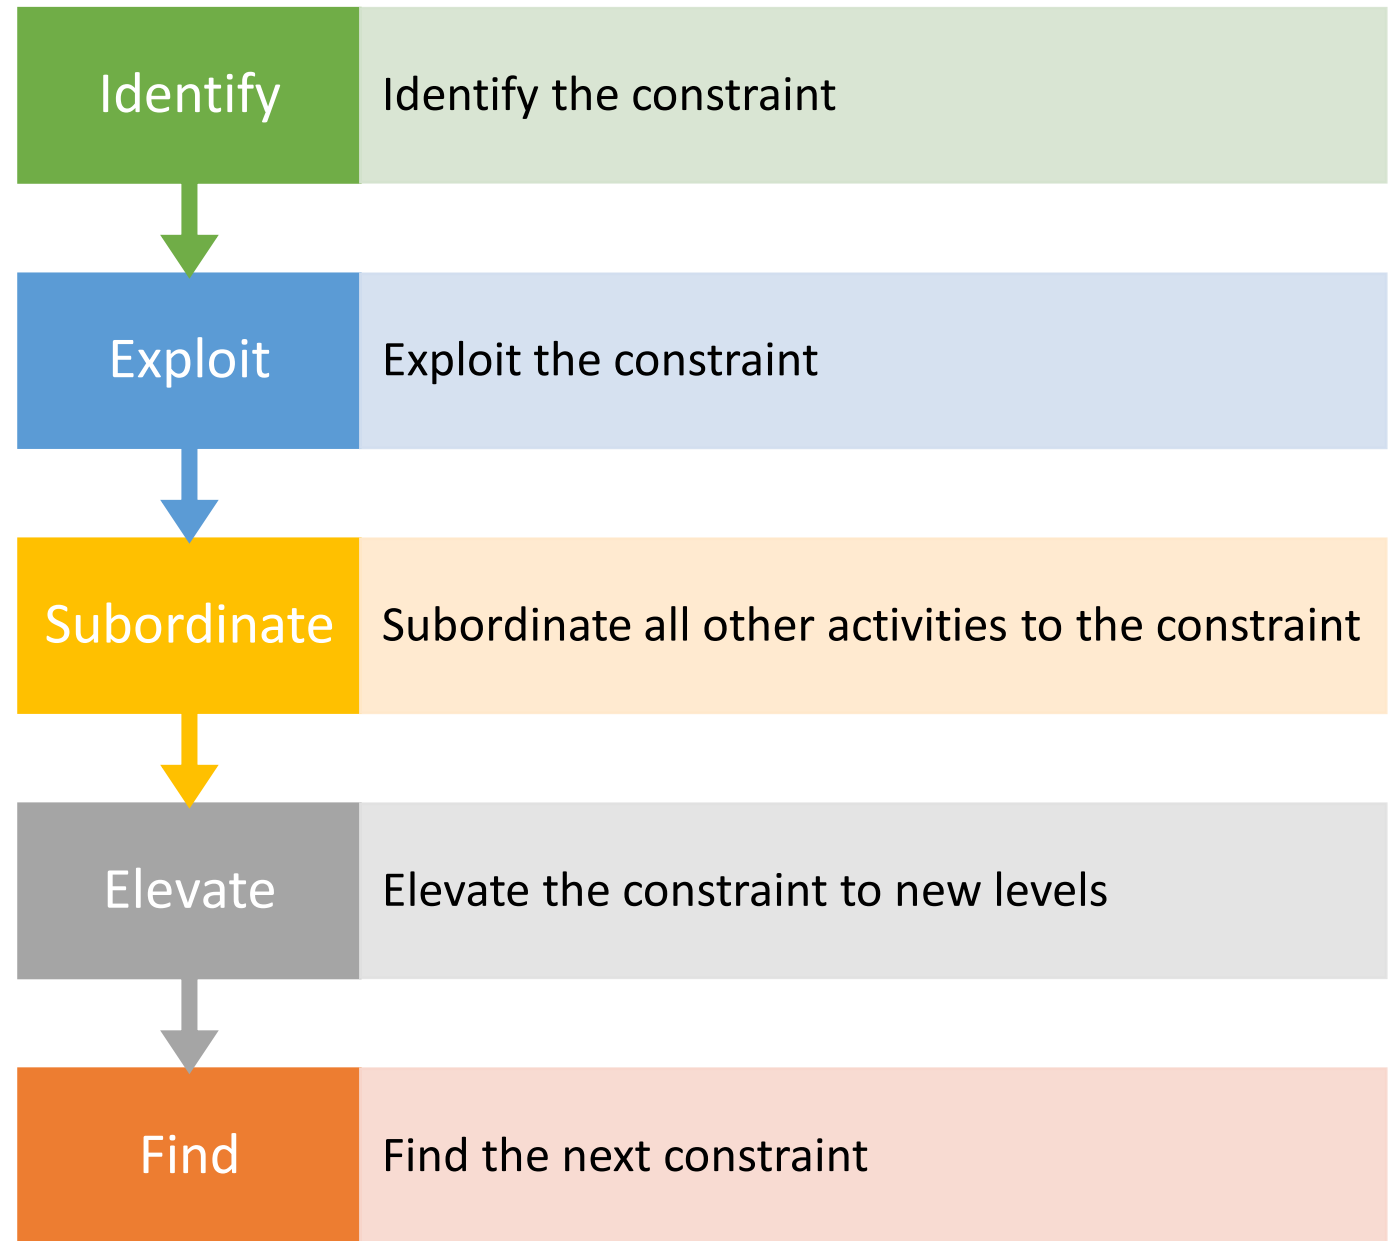 Identify
Identify the constraint
Exploit
Exploit the constraint
Subordinate
Subordinate all other activities to the constraint
Elevate
Elevate the constraint to new levels
Find
Find the next constraint